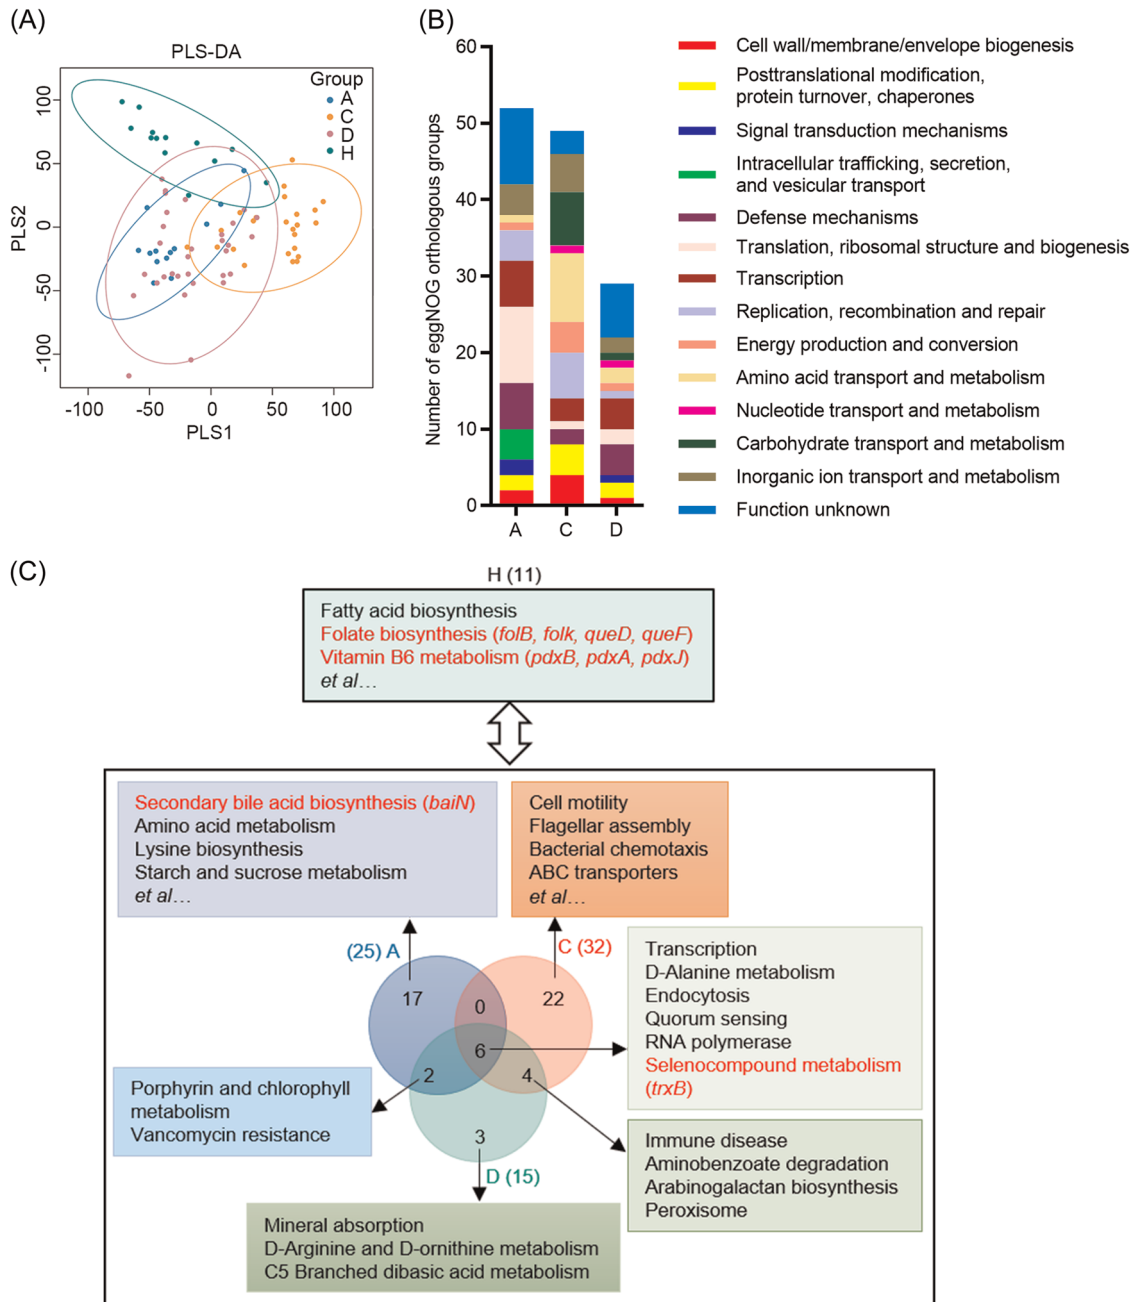 (A)
PLS-DA
Group
A
C
D
H
100
50
0
-50
-100
PLS2
-100
-50
0
50
100
PLS1
(B)
60
50
40
30
20
10
0
Number of eggNOG orthologous groups
A
C
D
Cell wall/membrane/envelope biogenesis
Posttranslational modification,
protein turnover, chaperones
Signal transduction mechanisms
Intracellular trafficking, secretion,
and vesicular transport
Defense mechanisms
Translation, ribosomal structure and biogenesis
Transcription
Replication, recombination and repair
Energy production and conversion
Amino acid transport and metabolism
Nucleotide transport and metabolism
Carbohydrate transport and metabolism
Inorganic ion transport and metabolism
Function unknown
(C)
H (11)
Fatty acid biosynthesis
Folate biosynthesis (folB, folk, queD, queF)
Vitamin B6 metabolism (pdxB, pdxA, pdxJ)
et al…
Secondary bile acid biosynthesis (baiN)
Amino acid metabolism
Lysine biosynthesis
Starch and sucrose metabolism
et al…
Cell motility
Flagellar assembly
Bacterial chemotaxis
ABC transporters
et al…
(25) A
C (32)
17
0
22
6
2
4
3
D (15)
Transcription
D-Alanine metabolism
Endocytosis
Quorum sensing
RNA polymerase
Selenocompound metabolism
(trxB)
Porphyrin and chlorophyll
metabolism
Vancomycin resistance
Immune disease
Aminobenzoate degradation
Arabinogalactan biosynthesis
Peroxisome
Mineral absorption
D-Arginine and D-ornithine metabolism
C5 Branched dibasic acid metabolism